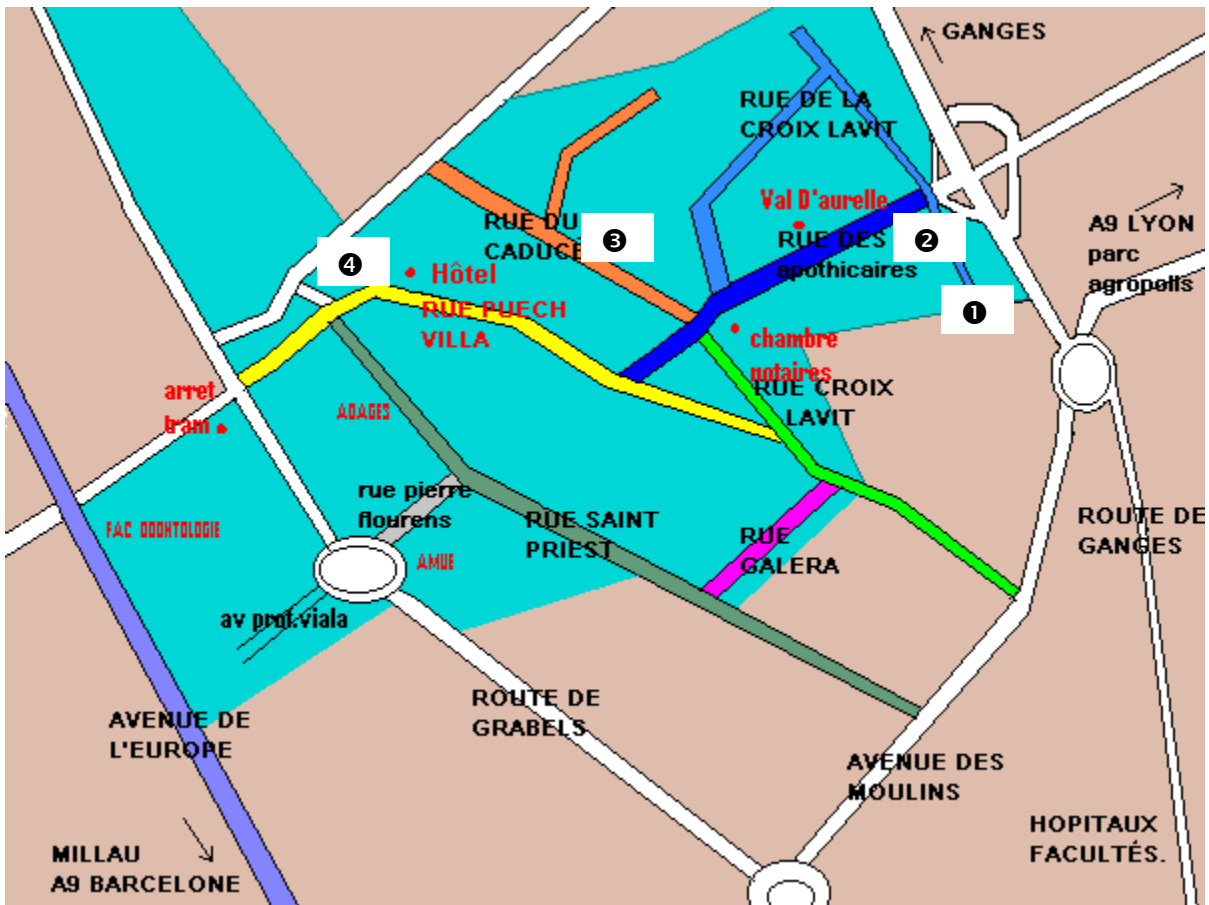 GANGES
RUE DE LA
CROIX LAVIT
Val D'aurelle
A9 LYON
parc
agropolls
RUE DU
CADUCE
❸
RUE DES
apothicaires
❷
❹
Hôtel
RUE PUECH
VILLA
❶
chambre
notaires
RUE CROIX
LAVIT
arret
tram
ADAGES
rue pierre
flourens
FAC ODONTOLOGIE
AMUE
RUE SAINT
PRIEST
RUE
GALERA
ROUTE DE
GANGES
av prof.viala
ROUTE DE
GRABELS
AVENUE DE
L'EUROPE
AVENUE DES
MOULINS
HOPITAUX
FACULTÉS.
MILLAU
A9 BARCELONE